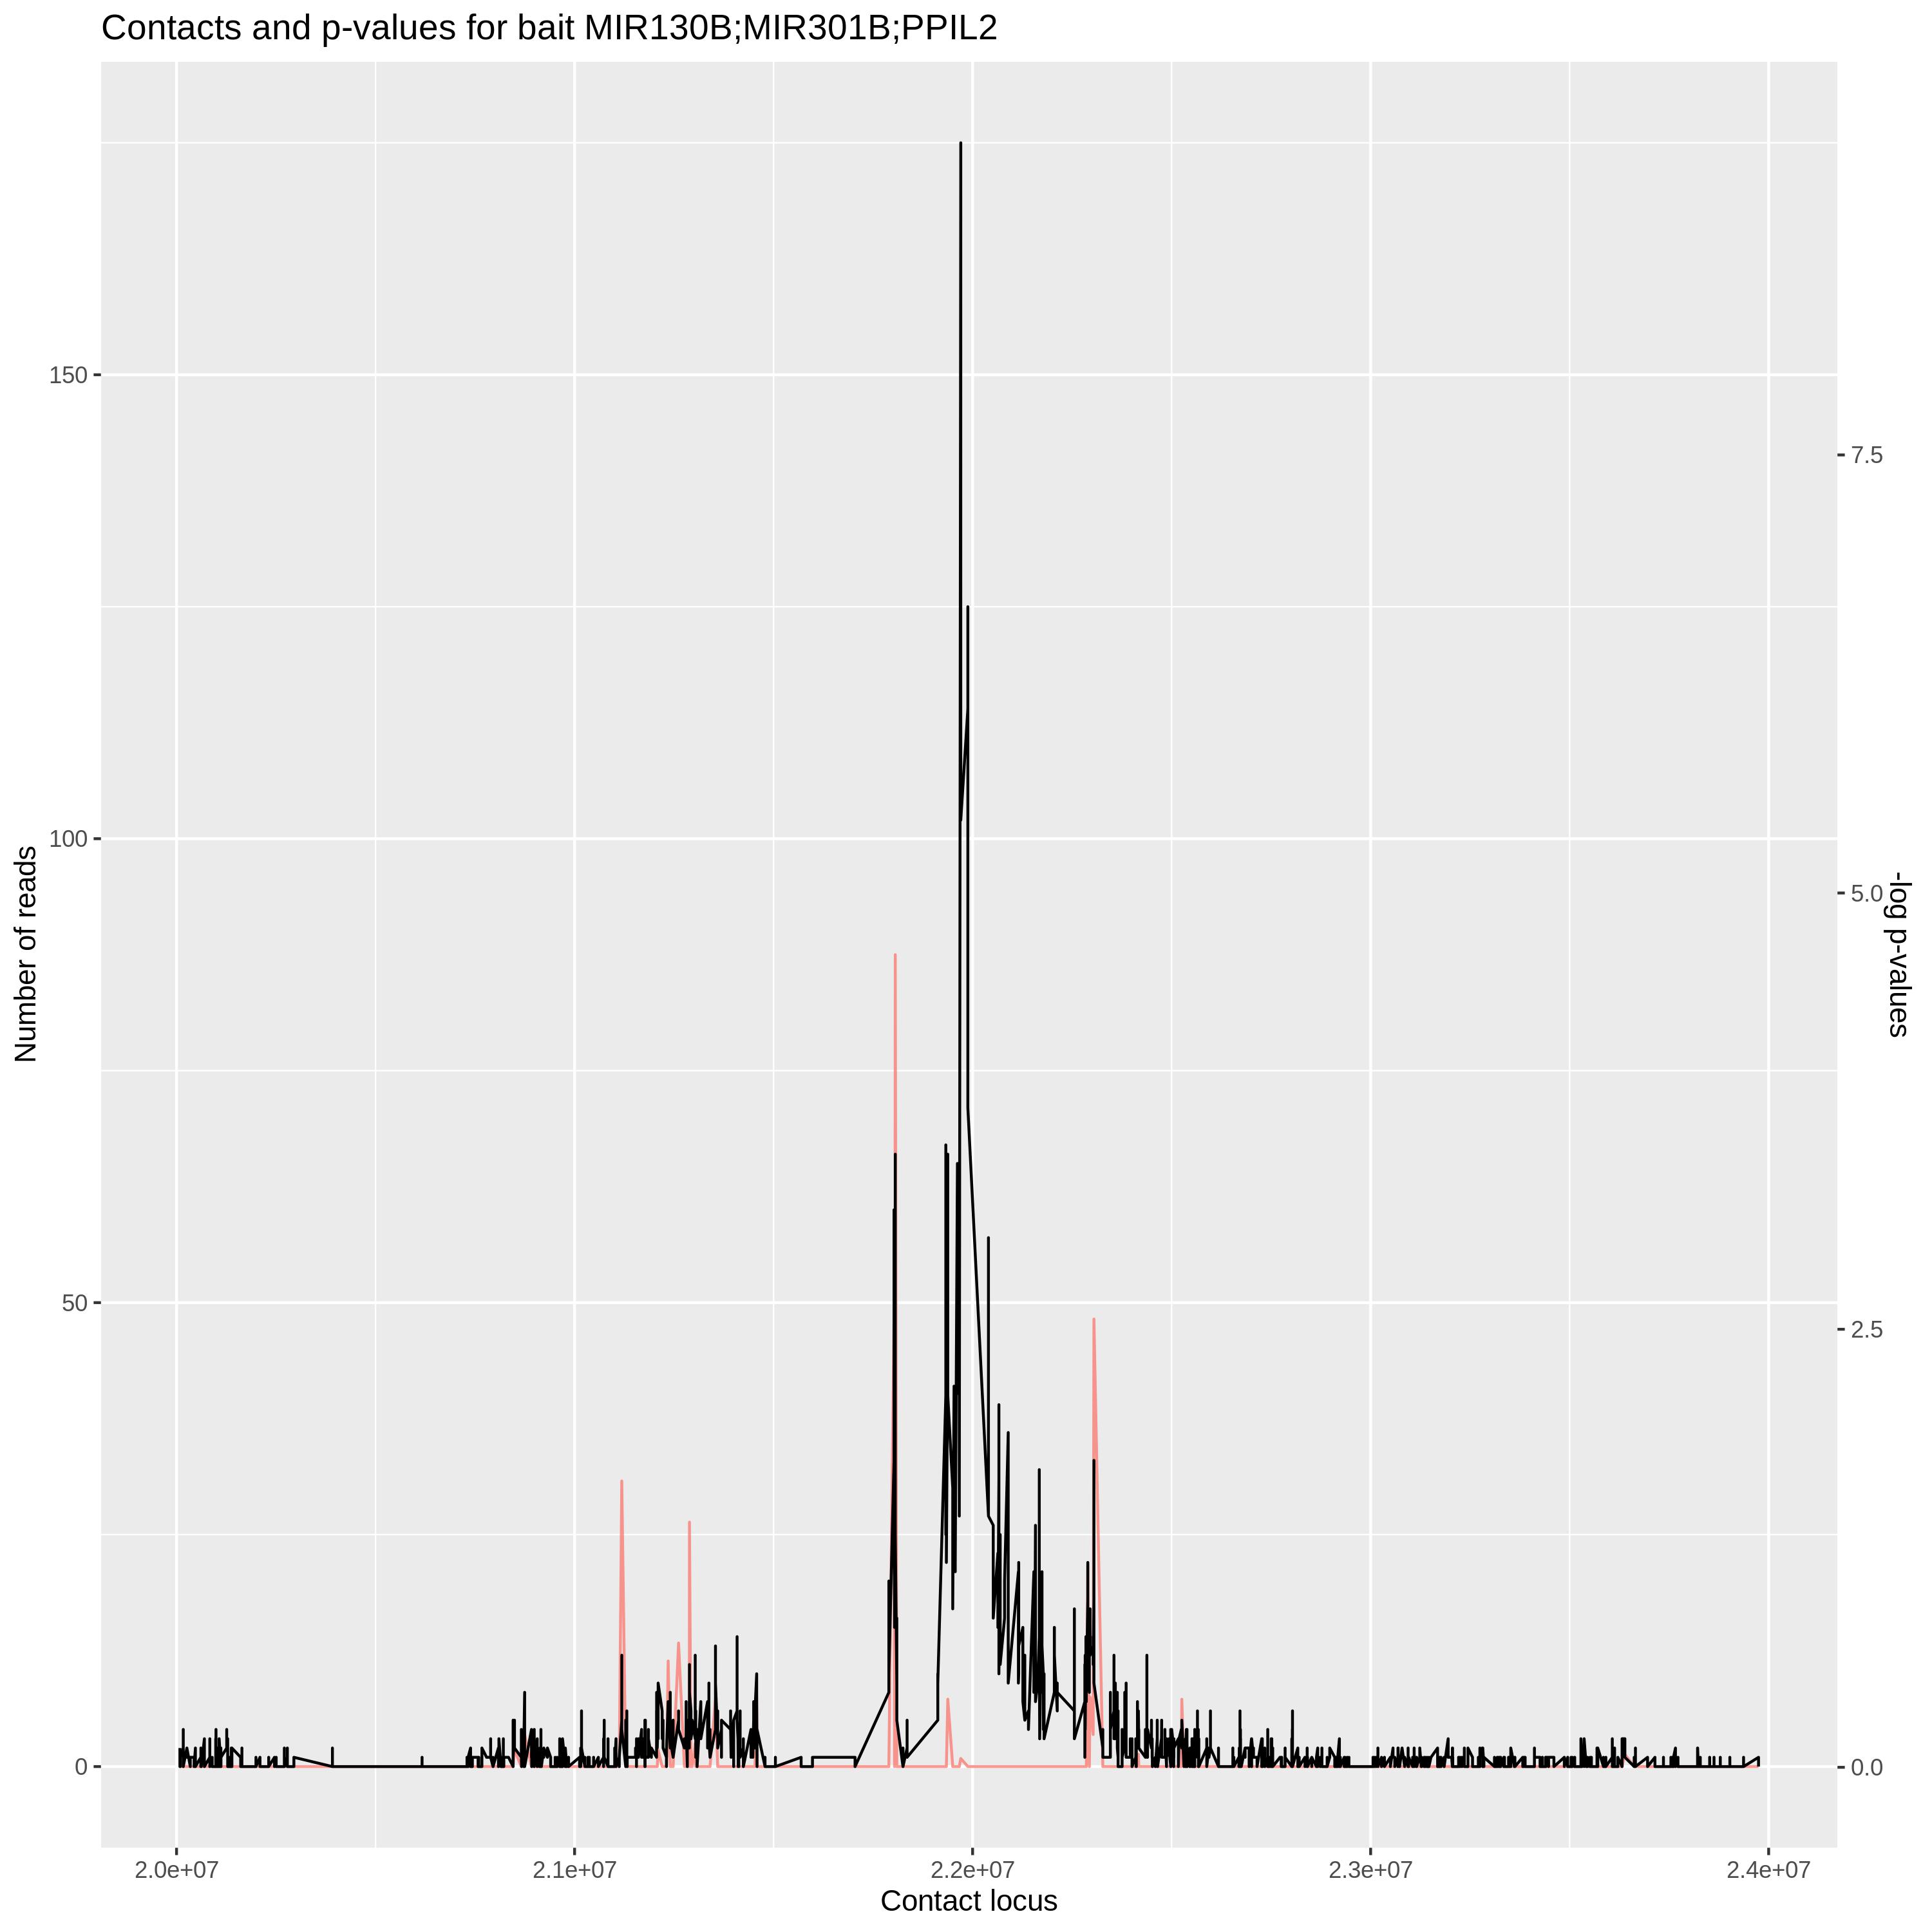 Contacts and p-values for bait MIR130B;MIR301B;PPIL2
Number of reads
150
100
50
0
7.5
5.0
2.5
0.0
-log p-values
2.0e+07
2.1e+07
2.2e+07
2.3e+07
2.4e+07
Contact locus